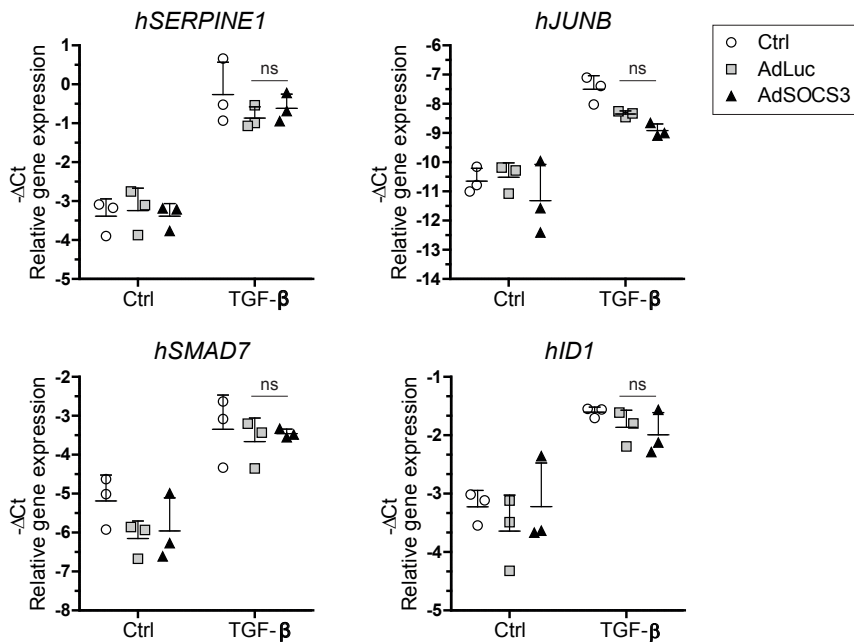 hSERPINE1
-ΔCt
Relative gene expression
1
0
-1
-2
-3
-4
-5
ns
Ctrl
TGF-β
hJUNB
-ΔCt
Relative gene expression
-6
-7
-8
-9
-10
-11
-12
-13
-14
ns
Ctrl
TGF-β
Ctrl
AdLuc
AdSOCS3
hSMAD7
-ΔCt
Relative gene expression
-2
-3
-4
-5
-6
-7
-8
ns
Ctrl
TGF-β
hID1
-ΔCt
Relative gene expression
-1
-2
-3
-4
-5
ns
Ctrl
TGF-β